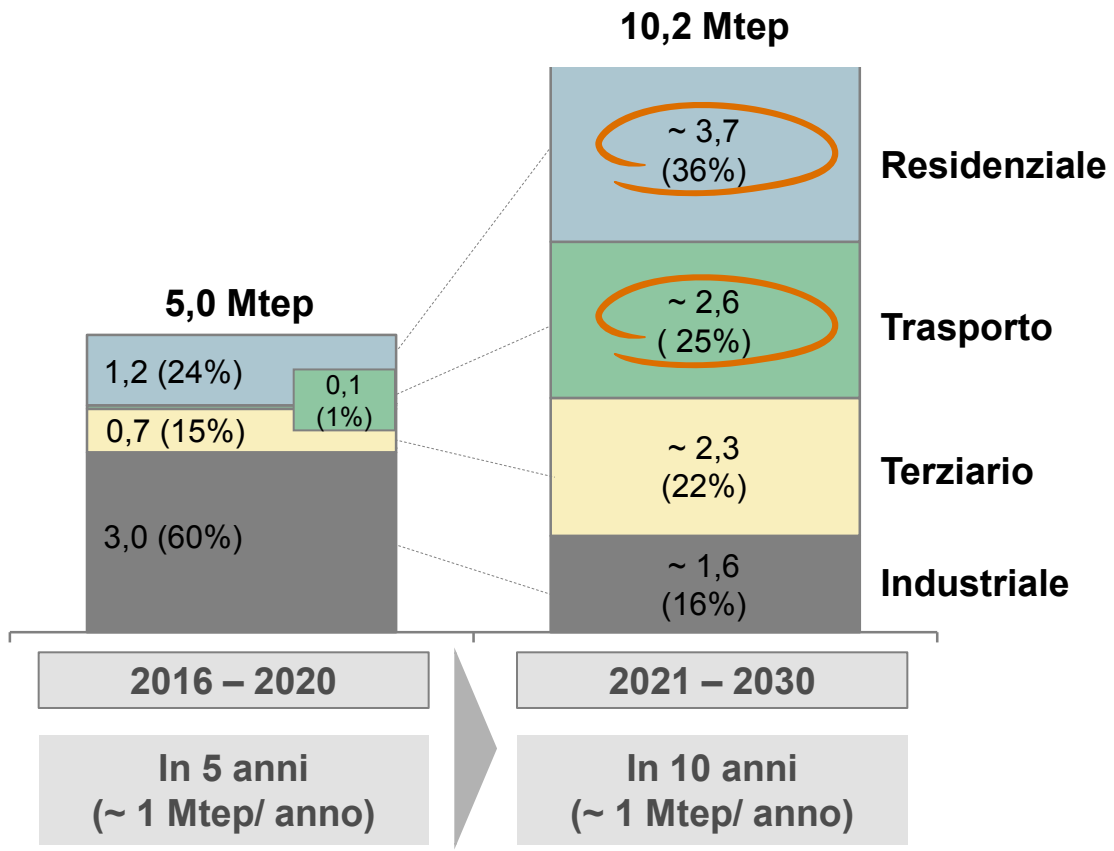 10,2 Mtep
~ 3,7
(36%)
Residenziale
~ 2,6
( 25%)
Trasporto
~ 2,3
(22%)
Terziario
~ 1,6
(16%)
Industriale
5,0 Mtep
1,2 (24%)
0,1
(1%)
0,7 (15%)
3,0 (60%)
2016 – 2020
2021 – 2030
In 5 anni
(~ 1 Mtep/ anno)
In 10 anni
(~ 1 Mtep/ anno)